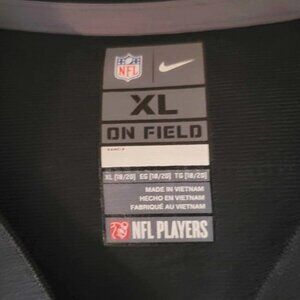 NFL
XL
ON FIELD
XL [18/20] EG [18/20] TG [18/20]
MADE IN VIETNAM
HECHO EN VIETNAM
FABRIQUÉ AU VIETNAM
NFL PLAYERS